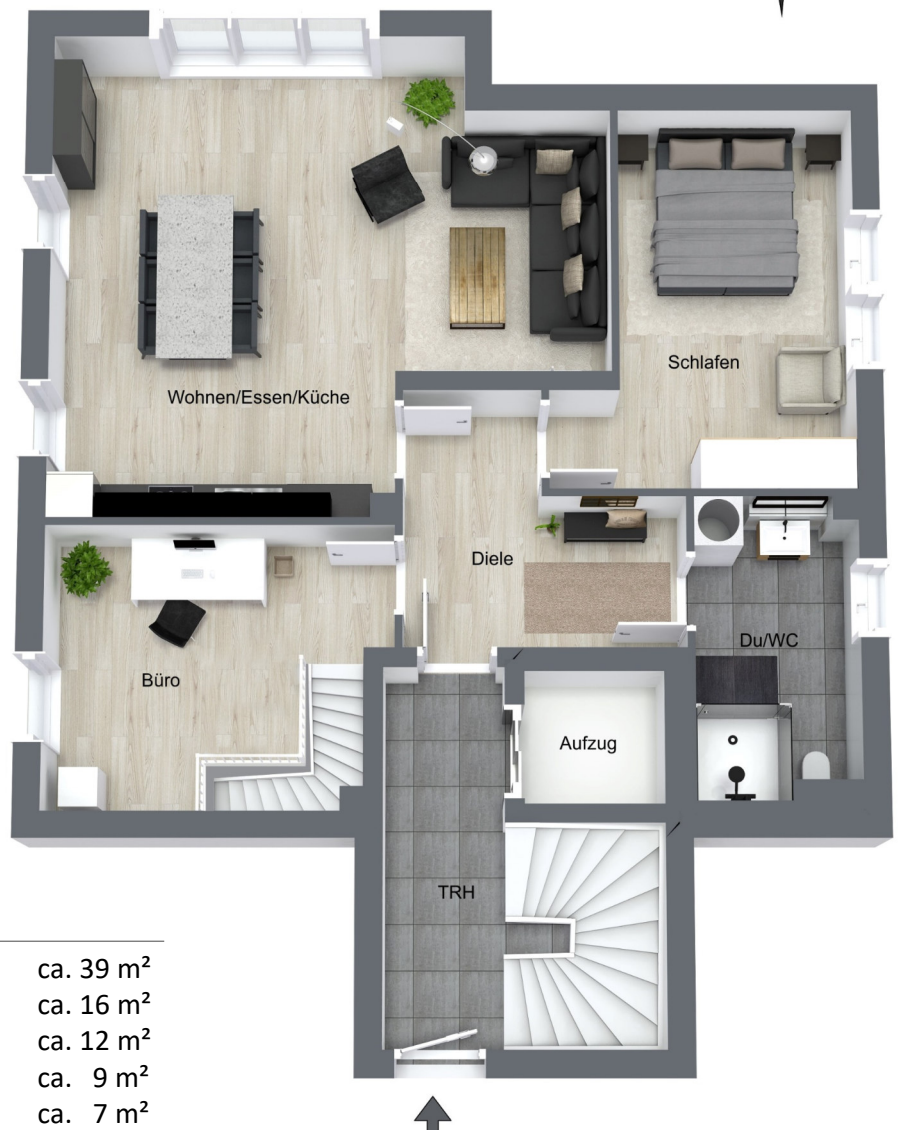 Schlafen
Wohnen/Essen/Küche
Diele
Du/WC
Büro
Aufzug
TRH
ca. 39 m²
ca. 16 m²
ca. 12 m²
ca. 9 m²
ca. 7 m²